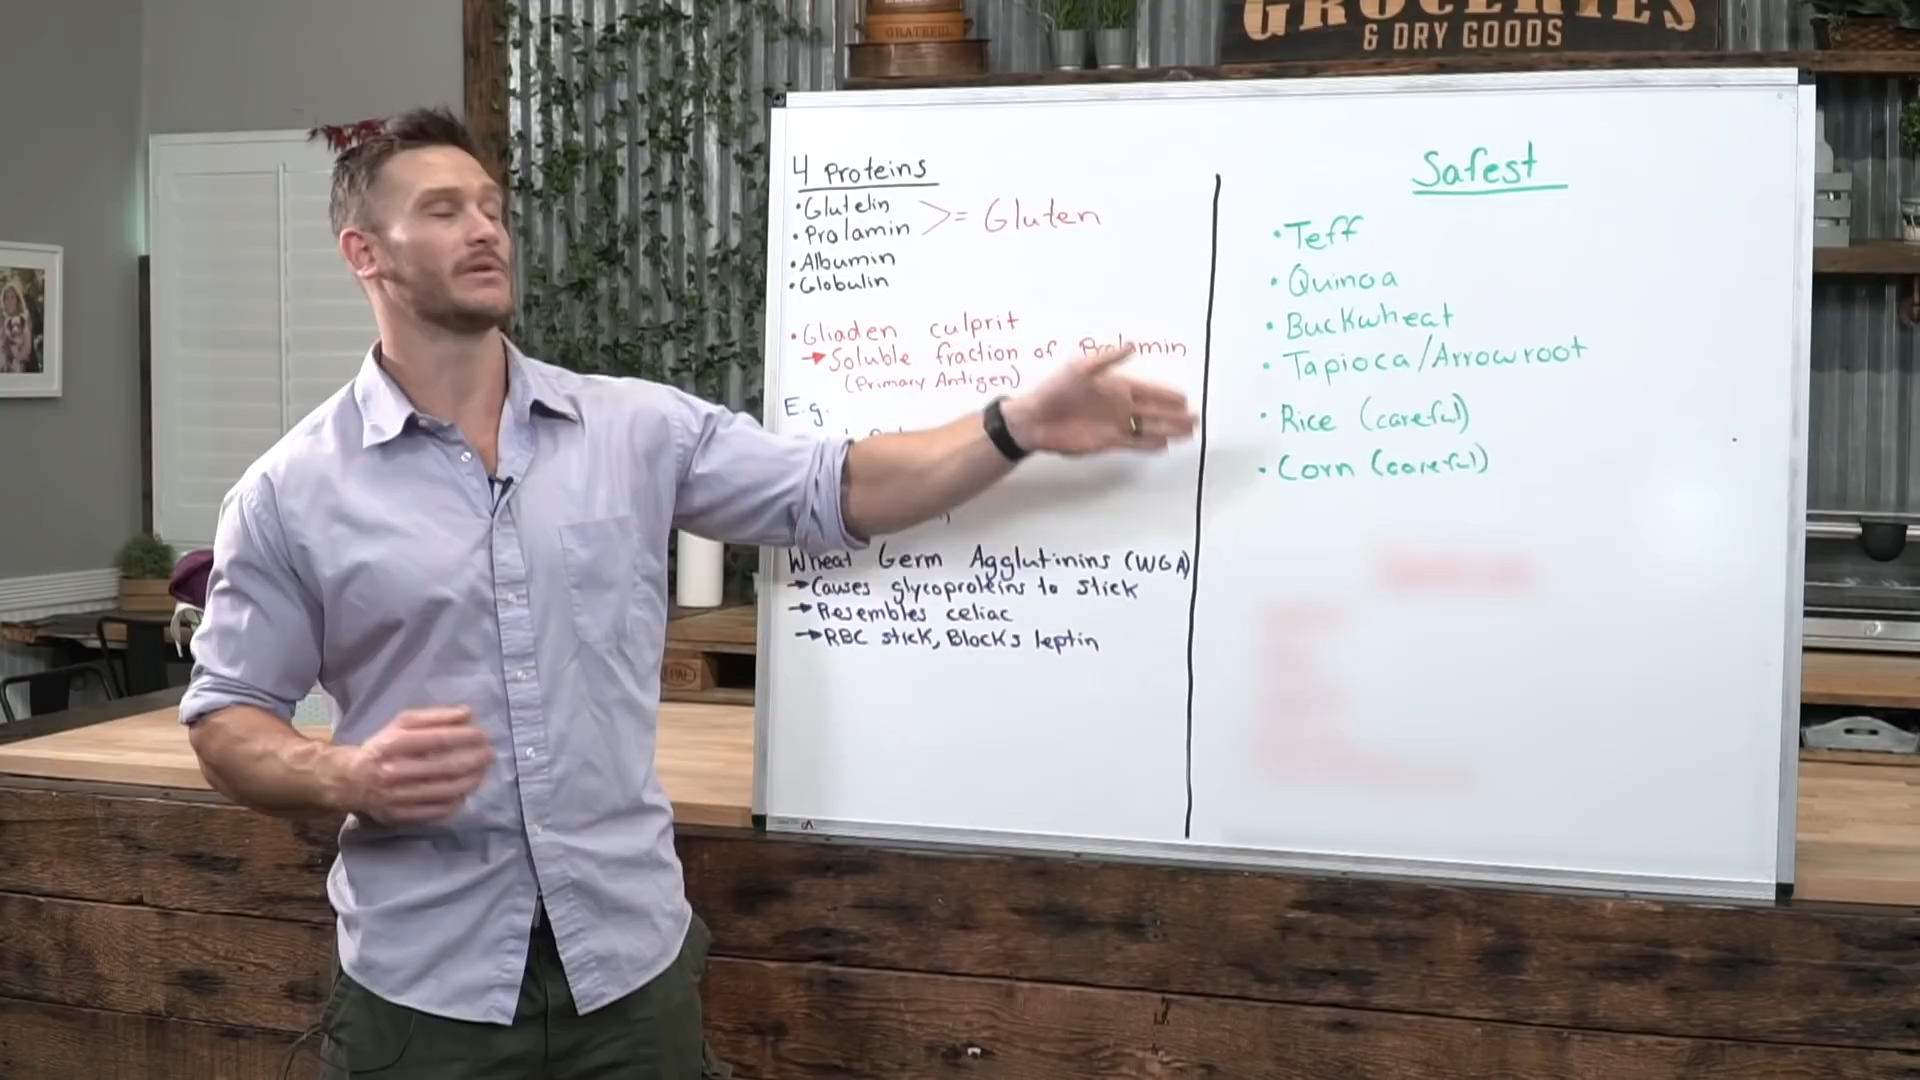 GRATEFUL
GROCERIES
& DRY GOODS
4 Proteins
• Glutelin
• Prolamin
>= Gluten
• Albumin
• Globulin
• Gliaden culprit
→ Soluble fraction of Prolamin
(Primary Antigen)
E.g.
Wheat Germ Agglutinins (WGA)
→ Causes glycoproteins to stick
→ Resembles celiac
→ RBC stick, Blocks leptin
Safest
• Teff
• Quinoa
• Buckwheat
• Tapioca/Arrowroot
• Rice (careful)
• Corn (careful)